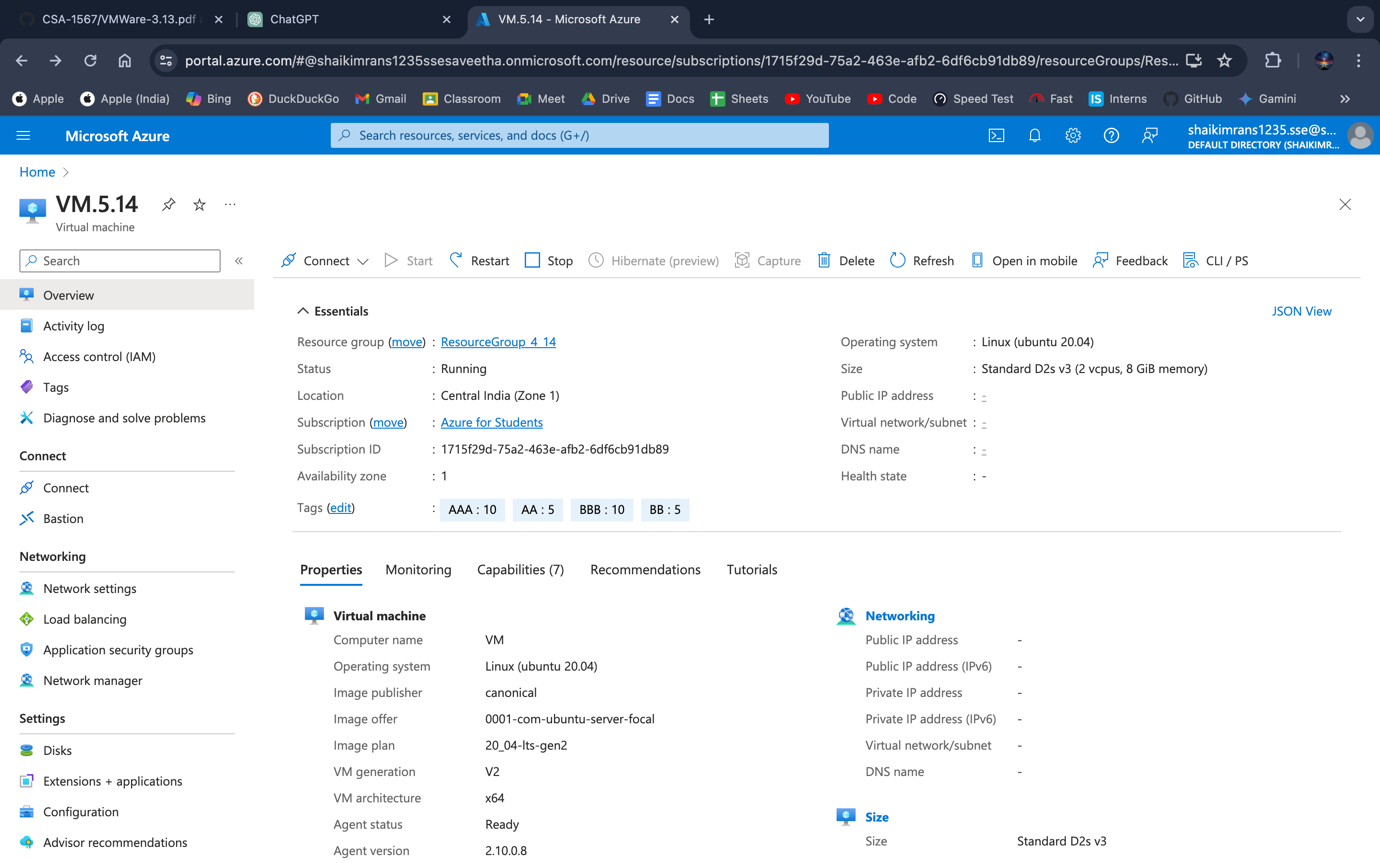 CSA-1567/VMWare-3.13.pdf
ChatGPT
VM.5.14 - Microsoft Azure
portal.azure.com/#@shaikimrans1235ssesaveetha.onmicrosoft.com/resource/subscriptions/1715f29d-75a2-463e-afb2-6df6cb91db89/resourceGroups/Res...
Apple Apple (India) Bing DuckDuckGo Gmail Classroom Meet Drive Docs Sheets YouTube Code Speed Test Fast IS Interns GitHub Gamini »
Microsoft Azure
Search resources, services, and docs (G+/)
shaikimrans1235.sse@s...
DEFAULT DIRECTORY (SHAIKIMR...
Home >
VM.5.14
Virtual machine
Search
«
Overview
Activity log
Access control (IAM)
Tags
Diagnose and solve problems
Connect
Connect
Bastion
Networking
Network settings
Load balancing
Application security groups
Network manager
Settings
Disks
Extensions + applications
Configuration
Advisor recommendations
Connect Start Restart Stop Hibernate (preview) Capture Delete Refresh Open in mobile Feedback CLI / PS
Essentials
JSON View
Resource group (move) : ResourceGroup_4_14
Status : Running
Location : Central India (Zone 1)
Subscription (move) : Azure for Students
Subscription ID : 1715f29d-75a2-463e-afb2-6df6cb91db89
Availability zone : 1
Tags (edit) : AAA : 10 AA : 5 BBB : 10 BB : 5
Operating system : Linux (ubuntu 20.04)
Size : Standard D2s v3 (2 vcpus, 8 GiB memory)
Public IP address : -
Virtual network/subnet : -
DNS name : -
Health state : -
Properties Monitoring Capabilities (7) Recommendations Tutorials
Virtual machine
Computer name VM
Operating system Linux (ubuntu 20.04)
Image publisher canonical
Image offer 0001-com-ubuntu-server-focal
Image plan 20_04-lts-gen2
VM generation V2
VM architecture x64
Agent status Ready
Agent version 2.10.0.8
Networking
Public IP address -
Public IP address (IPv6) -
Private IP address -
Private IP address (IPv6) -
Virtual network/subnet -
DNS name -
Size
Size Standard D2s v3